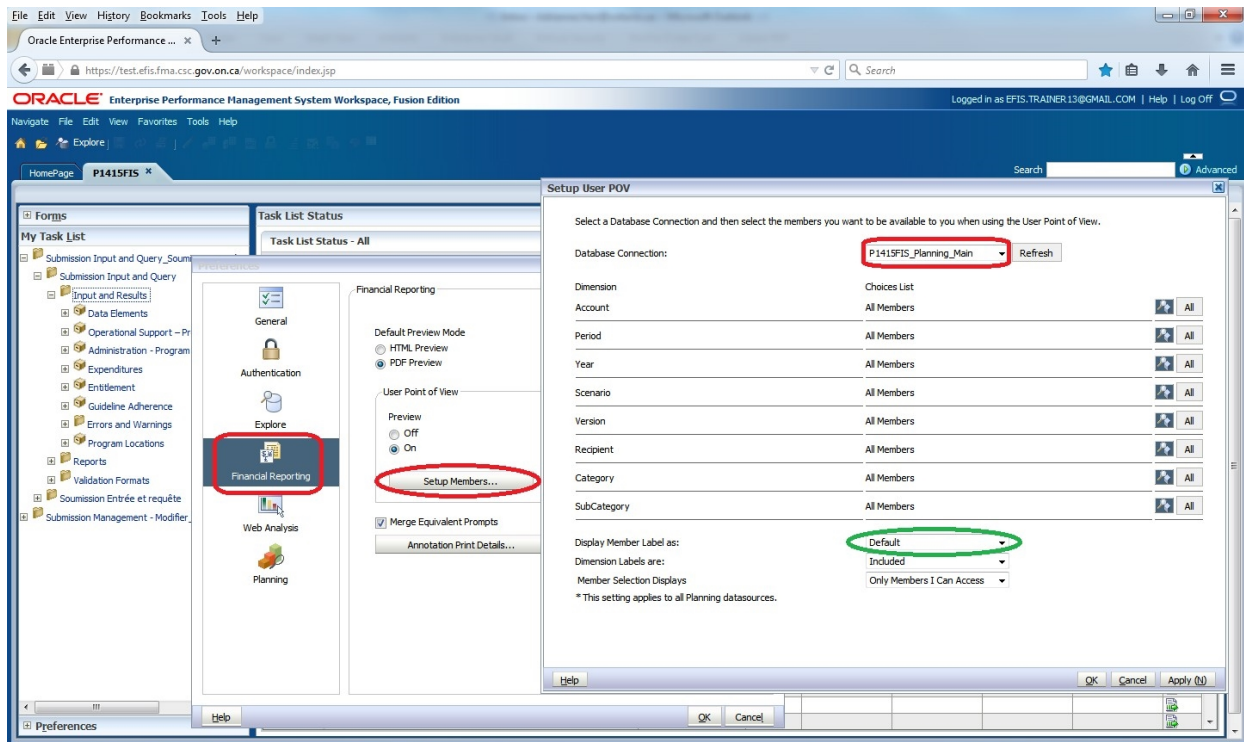 File Edit View History Bookmarks Tools Help
Oracle Enterprise Performance ... × +
https://test.efis.fma.csc.gov.on.ca/workspace/index.jsp
Search
ORACLE Enterprise Performance Management System Workspace, Fusion Edition
Logged in as EFIS.TRAINER13@GMAIL.COM | Help | Log Off
Navigate File Edit View Favorites Tools Help
Explore
HomePage P1415FIS ×
Search
Advanced
Forms
My Task List
Submission Input and Query_Soumi
Submission Input and Query
Input and Results
Data Elements
Operational Support – Pr
Administration - Program
Expenditures
Entitlement
Guideline Adherence
Errors and Warnings
Program Locations
Reports
Validation Formats
Soumission Entrée et requête
Submission Management - Modifier_
Preferences
Task List Status
Task List Status - All
Preferences
General
Authentication
Explore
Financial Reporting
Web Analysis
Planning
Financial Reporting
Default Preview Mode
HTML Preview
PDF Preview
User Point of View
Preview
Off
On
Setup Members...
Merge Equivalent Prompts
Annotation Print Details...
Help
OK Cancel
Setup User POV
Select a Database Connection and then select the members you want to be available to you when using the User Point of View.
Database Connection: P1415FIS_Planning_Main Refresh
Dimension Choices List
Account All Members All
Period All Members All
Year All Members All
Scenario All Members All
Version All Members All
Recipient All Members All
Category All Members All
SubCategory All Members All
Display Member Label as: Default
Dimension Labels are: Included
Member Selection Displays Only Members I Can Access
* This setting applies to all Planning datasources.
Help
OK Cancel Apply (N)